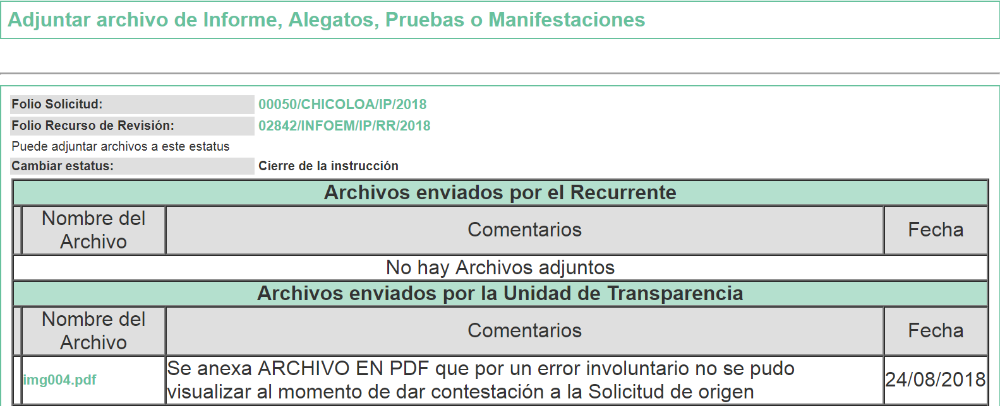 Adjuntar archivo de Informe, Alegatos, Pruebas o Manifestaciones
Folio Solicitud: 00050/CHICOLOA/IP/2018
Folio Recurso de Revisión: 02842/INFOEM/IP/RR/2018
Puede adjuntar archivos a este estatus
Cambiar estatus: Cierre de la instrucción
Archivos enviados por el Recurrente
Nombre del
Archivo
Comentarios
Fecha
No hay Archivos adjuntos
Archivos enviados por la Unidad de Transparencia
Nombre del
Archivo
Comentarios
Fecha
img004.pdf
Se anexa ARCHIVO EN PDF que por un error involuntario no se pudo
visualizar al momento de dar contestación a la Solicitud de origen
24/08/2018